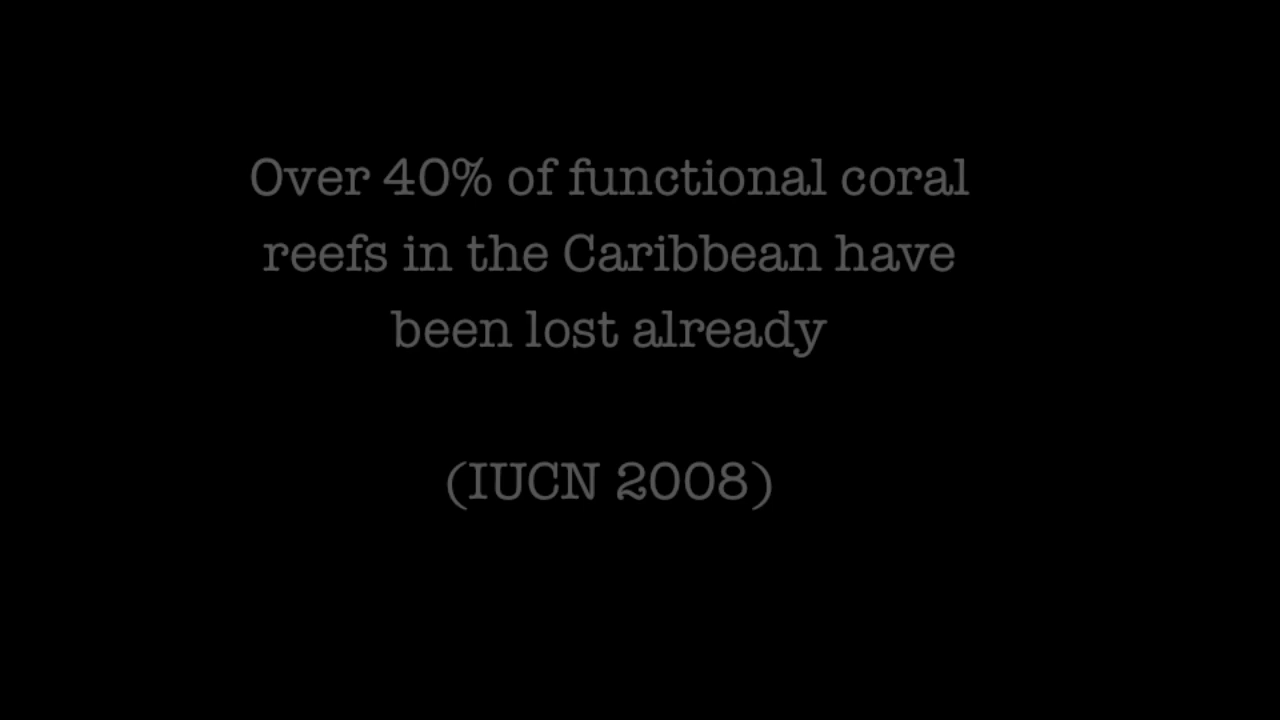 Over 40% of functional coral
reefs in the Caribbean have
been lost already
(IUCN 2008)